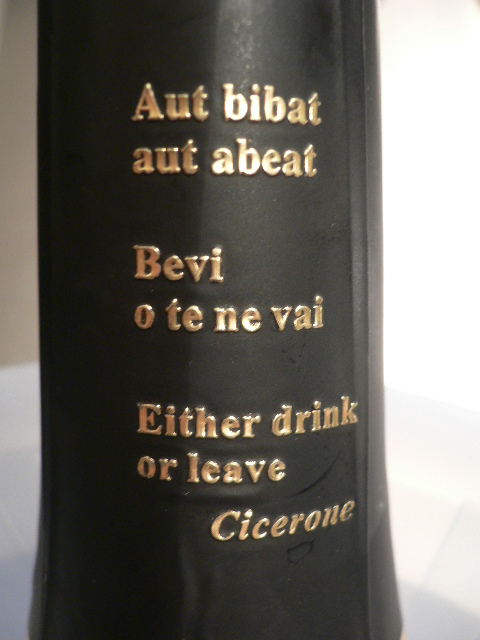 Aut bibat
aut abeat
Bevi
o te ne vai
Either drink
or leave
Cicerone